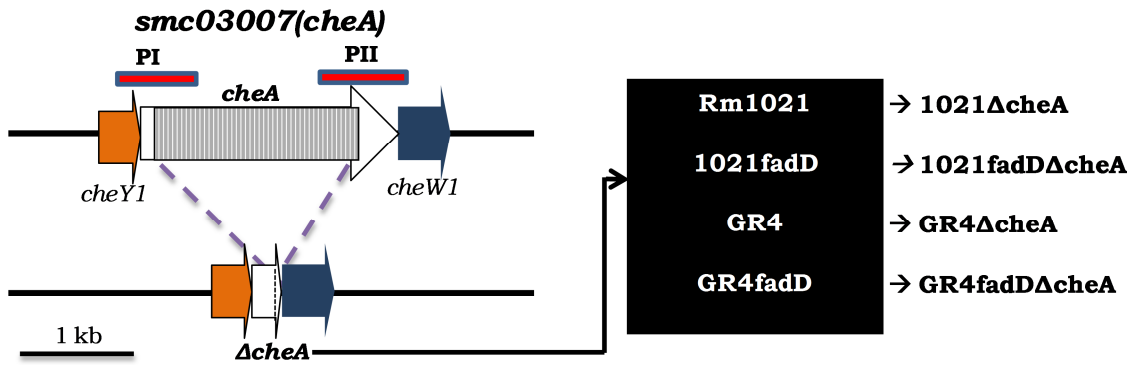 smc03007(cheA)
PI
PII
cheA
cheY1
cheW1
1 kb
ΔcheA
Rm1021
→ 1021ΔcheA
1021fadD
→ 1021fadDΔcheA
GR4
→ GR4ΔcheA
GR4fadD
→ GR4fadDΔcheA